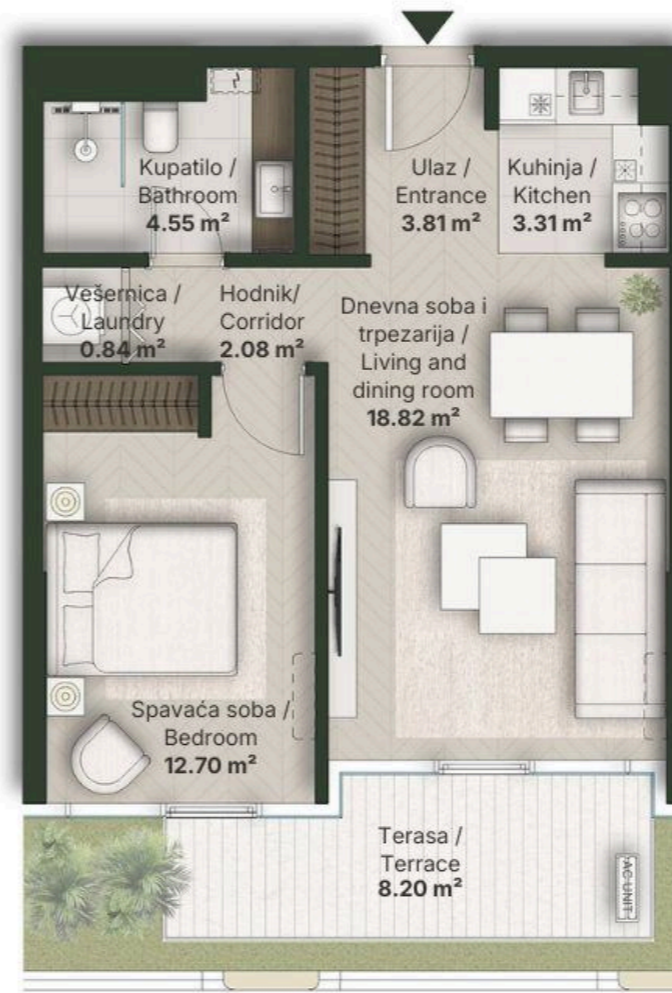 Kupatilo /
Bathroom
4.55 m²
Ulaz /
Entrance
3.81 m²
Kuhinja /
Kitchen
3.31 m²
Vešernica /
Laundry
0.84 m²
Hodnik/
Corridor
2.08 m²
Dnevna soba i
trpezarija /
Living and
dining room
18.82 m²
Spavaća soba /
Bedroom
12.70 m²
Terasa /
Terrace
8.20 m²
AC UNIT